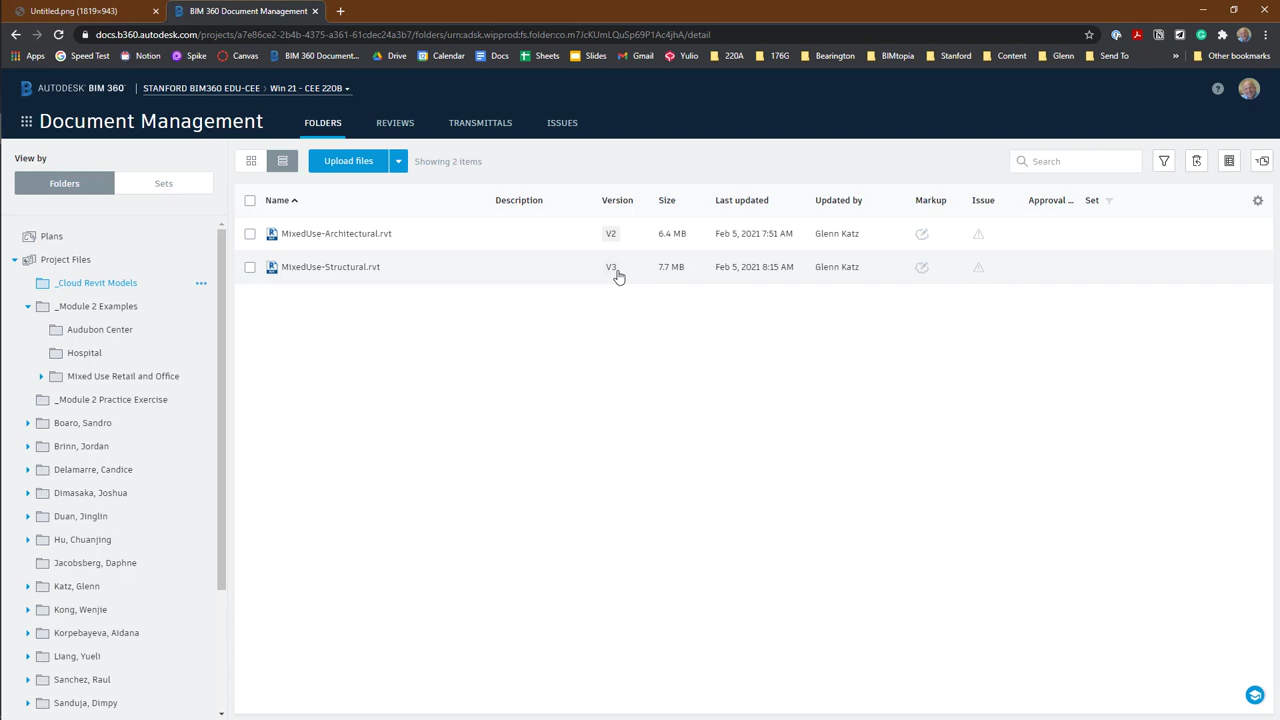 Untitled.png (1819×943)
BIM 360 Document Management
docs.b360.autodesk.com/projects/a7e86ce2-2b4b-4375-a361-61cdec24a3b7/folders/urn:adsk.wipprod:fs.folder:co.m7JcKUmLQuSp69P1Ac4jhA/detail
Apps
Speed Test
Notion
Spike
Canvas
BIM 360 Document...
Drive
Calendar
Docs
Sheets
Slides
Gmail
Yulio
220A
176G
Bearington
BIMtopia
Stanford
Content
Glenn
Send To
»
Other bookmarks
AUTODESK BIM 360™
STANFORD BIM360 EDU-CEE > Win 21 - CEE 220B
Document Management
FOLDERS
REVIEWS
TRANSMITTALS
ISSUES
View by
Folders
Sets
Upload files
Showing 2 items
Search
Name
Description
Version
Size
Last updated
Updated by
Markup
Issue
Approval ...
Set
MixedUse-Architectural.rvt
V2
6.4 MB
Feb 5, 2021 7:51 AM
Glenn Katz
MixedUse-Structural.rvt
V3
7.7 MB
Feb 5, 2021 8:15 AM
Glenn Katz
Plans
Project Files
_Cloud Revit Models
_Module 2 Examples
Audubon Center
Hospital
Mixed Use Retail and Office
_Module 2 Practice Exercise
Boaro, Sandro
Brinn, Jordan
Delamarre, Candice
Dimasaka, Joshua
Duan, Jinglin
Hu, Chuanjing
Jacobsberg, Daphne
Katz, Glenn
Kong, Wenjie
Korpebayeva, Aidana
Liang, Yueli
Sanchez, Raul
Sanduja, Dimpy